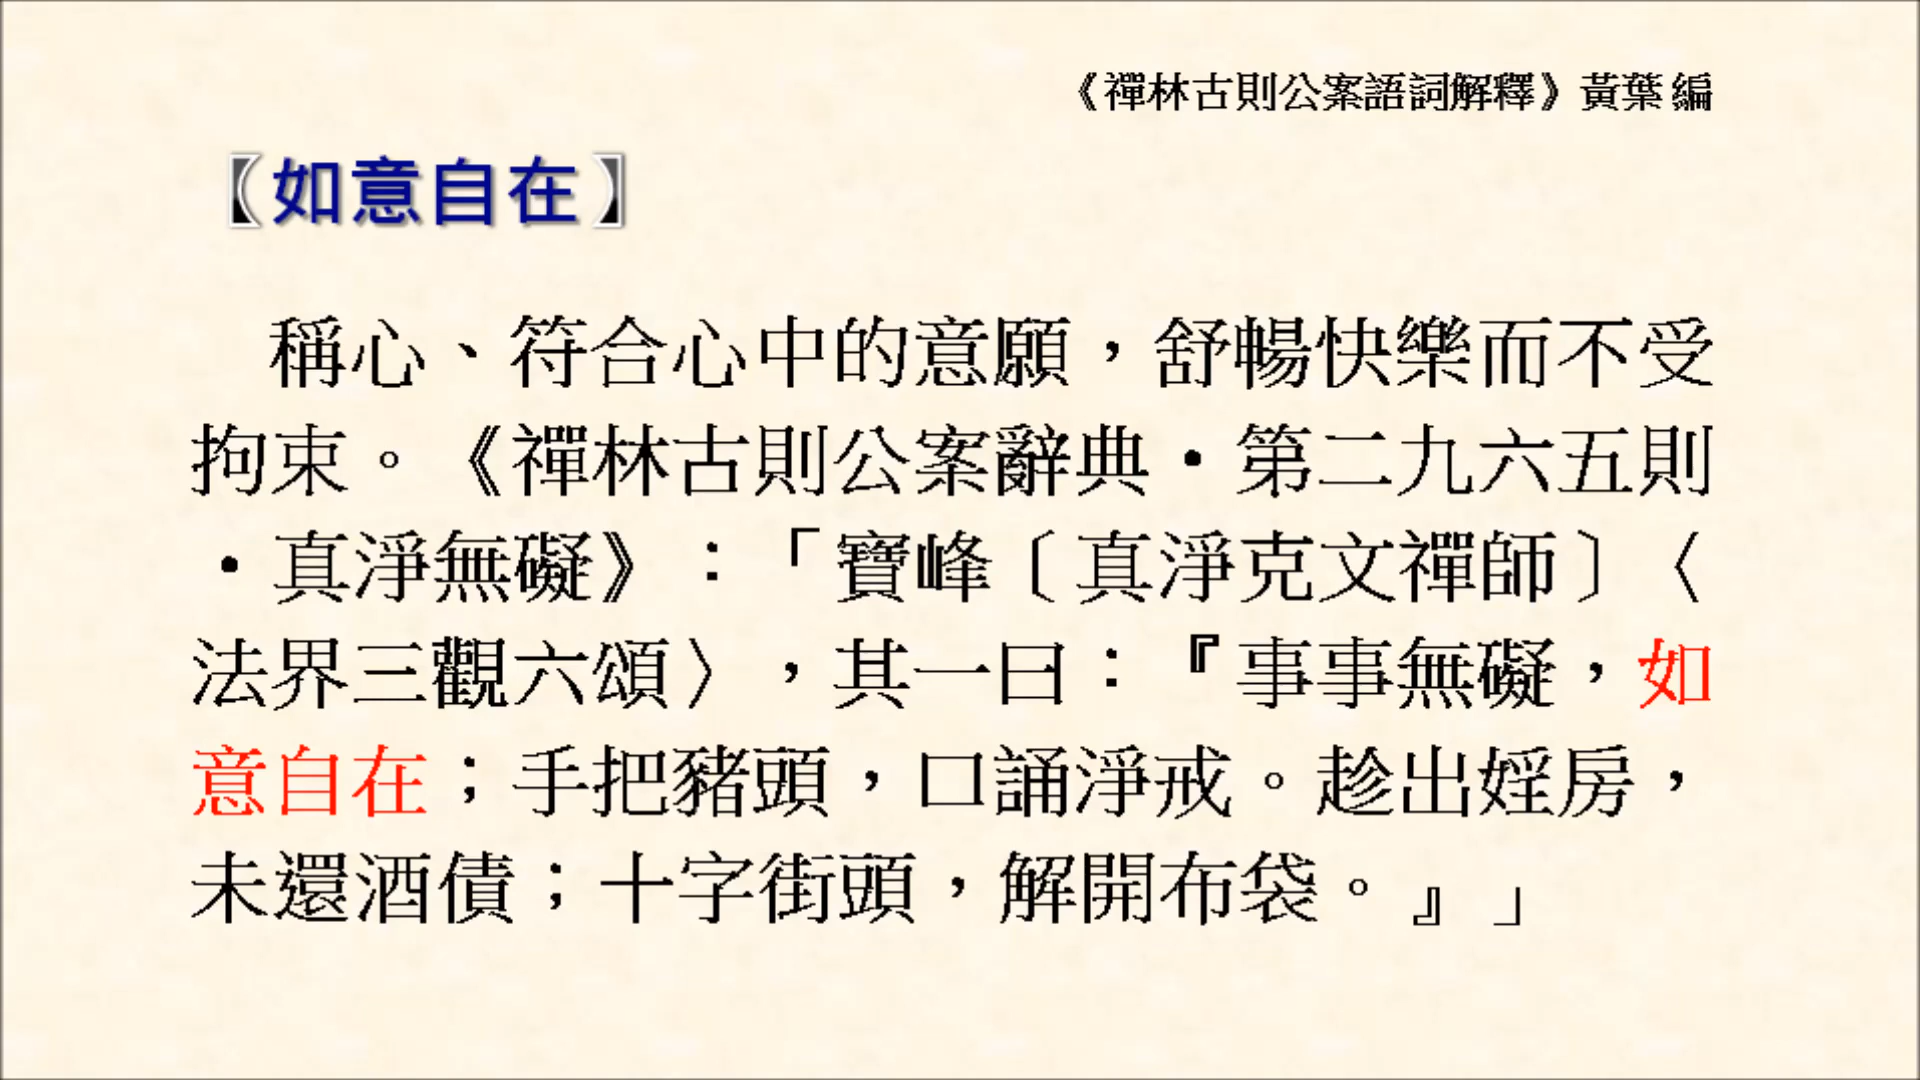 《禪林古則公案語詞解釋》黃葉 編
【如意自在】
稱心、符合心中的意願，舒暢快樂而不受
拘束。《禪林古則公案辭典‧第二九六五則
‧真淨無礙》：「寶峰〔真淨克文禪師〕〈
法界三觀六頌〉，其一曰：『事事無礙，如
意自在；手把豬頭，口誦淨戒。趁出婬房，
未還酒債；十字街頭，解開布袋。』」